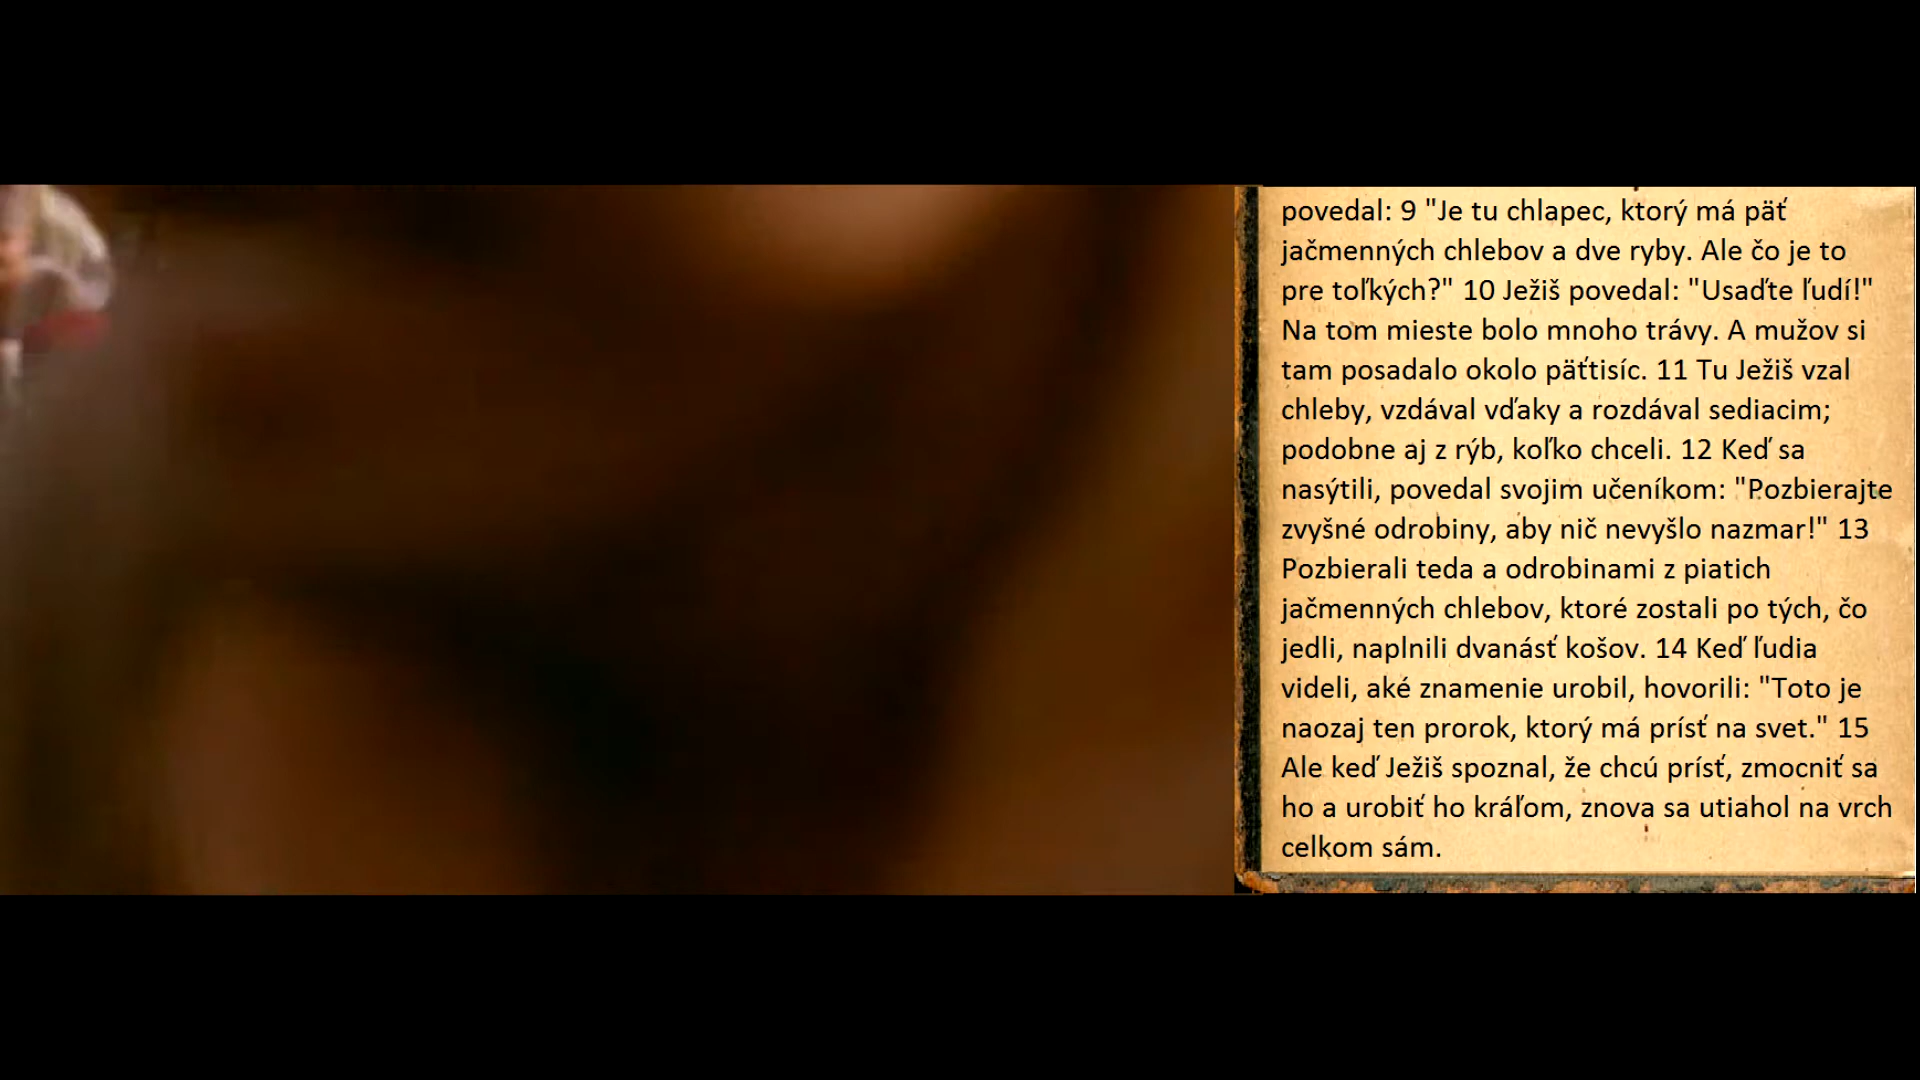 povedal: 9 "Je tu chlapec, ktorý má päť
jačmenných chlebov a dve ryby. Ale čo je to
pre toľkých?" 10 Ježiš povedal: "Usaďte ľudí!"
Na tom mieste bolo mnoho trávy. A mužov si
tam posadalo okolo päťtisíc. 11 Tu Ježiš vzal
chleby, vzdával vďaky a rozdával sediacim;
podobne aj z rýb, koľko chceli. 12 Keď sa
nasýtili, povedal svojim učeníkom: "Pozbierajte
zvyšné odrobiny, aby nič nevyšlo nazmar!" 13
Pozbierali teda a odrobinami z piatich
jačmenných chlebov, ktoré zostali po tých, čo
jedli, naplnili dvanásť košov. 14 Keď ľudia
videli, aké znamenie urobil, hovorili: "Toto je
naozaj ten prorok, ktorý má prísť na svet." 15
Ale keď Ježiš spoznal, že chcú prísť, zmocniť sa
ho a urobiť ho kráľom, znova sa utiahol na vrch
celkom sám.